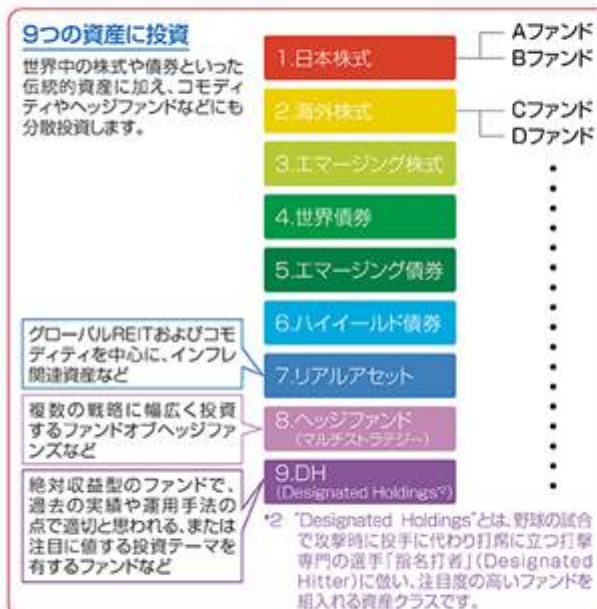 9つの資産に投資
世界中の株式や債券といった
伝統的資産に加え、コモディ
ティやヘッジファンドなどにも
分散投資します。
1.日本株式
Aファンド
Bファンド
2.海外株式
Cファンド
Dファンド
3.エマージング株式
4.世界債券
5.エマージング債券
6.ハイイールド債券
グローバルREITおよびコモ
ディティを中心に、インフレ
関連資産など
7.リアルアセット
複数の戦略に幅広く投資
するファンドオブヘッジファ
ンズなど
8.ヘッジファンド
(マルチストラテジー)
絶対収益型のファンドで、
過去の実績や運用手法の
点で適切と思われる、または
注目に値する投資テーマを
有するファンドなど
9.DH
(Designated Holdings*2)
*2 "Designated Holdings"とは、野球の試合
で攻撃時に投手に代わり打席に立つ打撃
専門の選手「指名打者」(Designated
Hitter)に倣い、注目度の高いファンドを
組入れる資産クラスです。